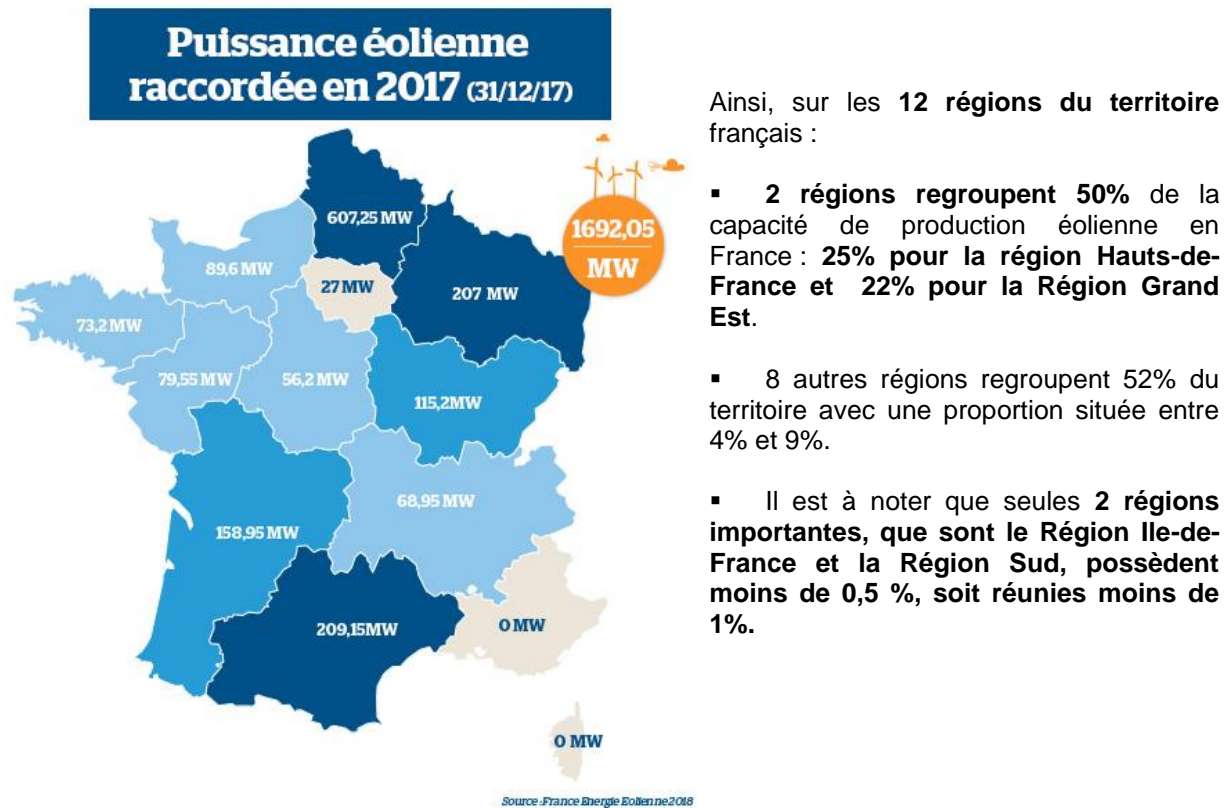 Puissance éolienne
raccordée en 2017 (31/12/17)
607,25 MW
1692,05
MW
89,6 MW
27 MW
207 MW
73,2 MW
79,55 MW
56,2 MW
115,2MW
68,95 MW
158,95 MW
209,15MW
0 MW
0 MW
Source :France Energie Eolienne2018
Ainsi, sur les 12 régions du territoire
français :
▪ 2 régions regroupent 50% de la
capacité de production éolienne en
France : 25% pour la région Hauts-de-
France et 22% pour la Région Grand
Est.
▪ 8 autres régions regroupent 52% du
territoire avec une proportion située entre
4% et 9%.
▪ Il est à noter que seules 2 régions
importantes, que sont le Région Ile-de-
France et la Région Sud, possèdent
moins de 0,5 %, soit réunies moins de
1%.